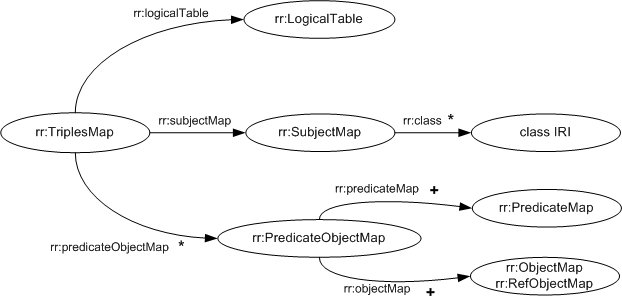 rr:logicalTable
rr:LogicalTable
rr:TriplesMap
rr:subjectMap
rr:SubjectMap
rr:class *
class IRI
rr:predicateObjectMap *
rr:PredicateObjectMap
rr:predicateMap +
rr:PredicateMap
rr:objectMap +
rr:ObjectMap
rr:RefObjectMap